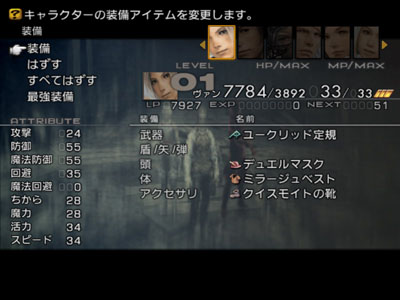 キャラクターの装備アイテムを変更します。
装備
装備
はずす
すべてはずす
最強装備
LEVEL HP/MAX MP/MAX
01 ヴァン 7784/3892 033/033
LP 7927 EXP 00000000 NEXT 0000051
ATTRIBUTE
攻撃 24
防御 55
魔法防御 55
回避 35
魔法回避 0
ちから 28
魔力 28
活力 34
スピード 34
装備 名前
武器 ユークリッド定規
盾/矢/弾
頭 デュエルマスク
体 ミラージュベスト
アクセサリ クイスモイトの靴